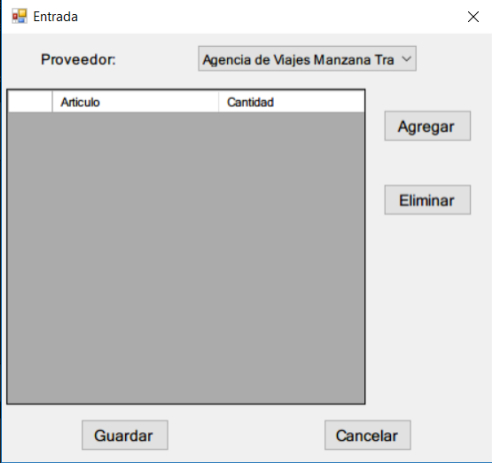 Entrada
Proveedor: Agencia de Viajes Manzana Tra
Articulo Cantidad
Agregar
Eliminar
Guardar Cancelar